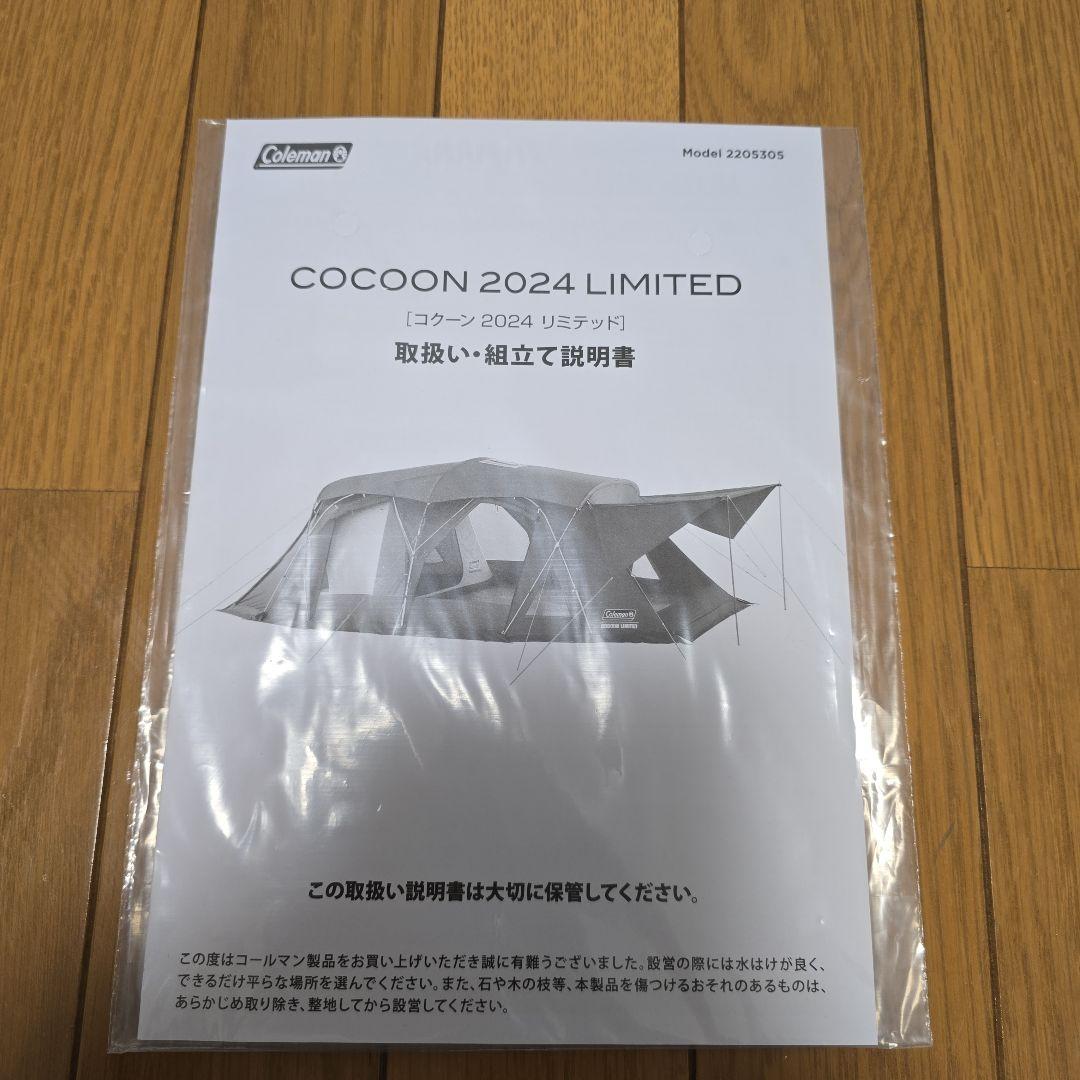 Coleman
Model 2205305
COCOON 2024 LIMITED
[コクーン 2024 リミテッド]
取扱い・組立て説明書
Coleman
COCOON LIMITED
この取扱い説明書は大切に保管してください。
この度はコールマン製品をお買い上げいただき誠に有難うございました。設営の際には水はけが良く、
できるだけ平らな場所を選んでください。また、石や木の枝等、本製品を傷つけるおそれのあるものは、
あらかじめ取り除き、整地してから設営してください。